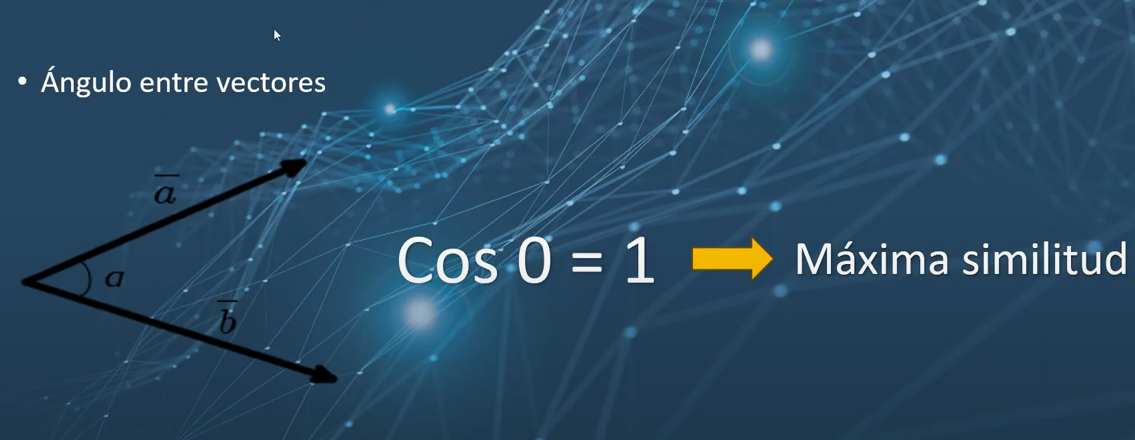 • Ángulo entre vectores
a
a
b
Cos 0 = 1
Máxima similitud